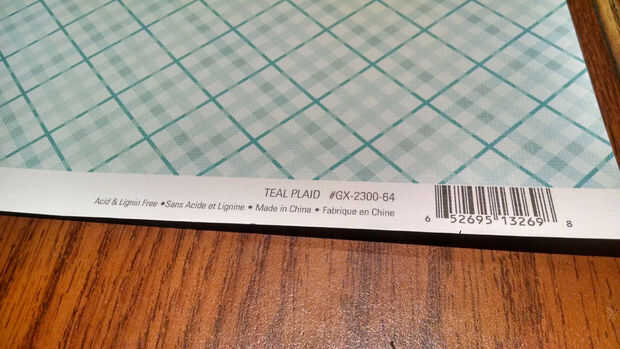 TEAL PLAID #GX-2300-64
Acid & Lignin Free • Sans Acide et Lignine • Made in China • Fabrique en Chine
6 52695 13269 8